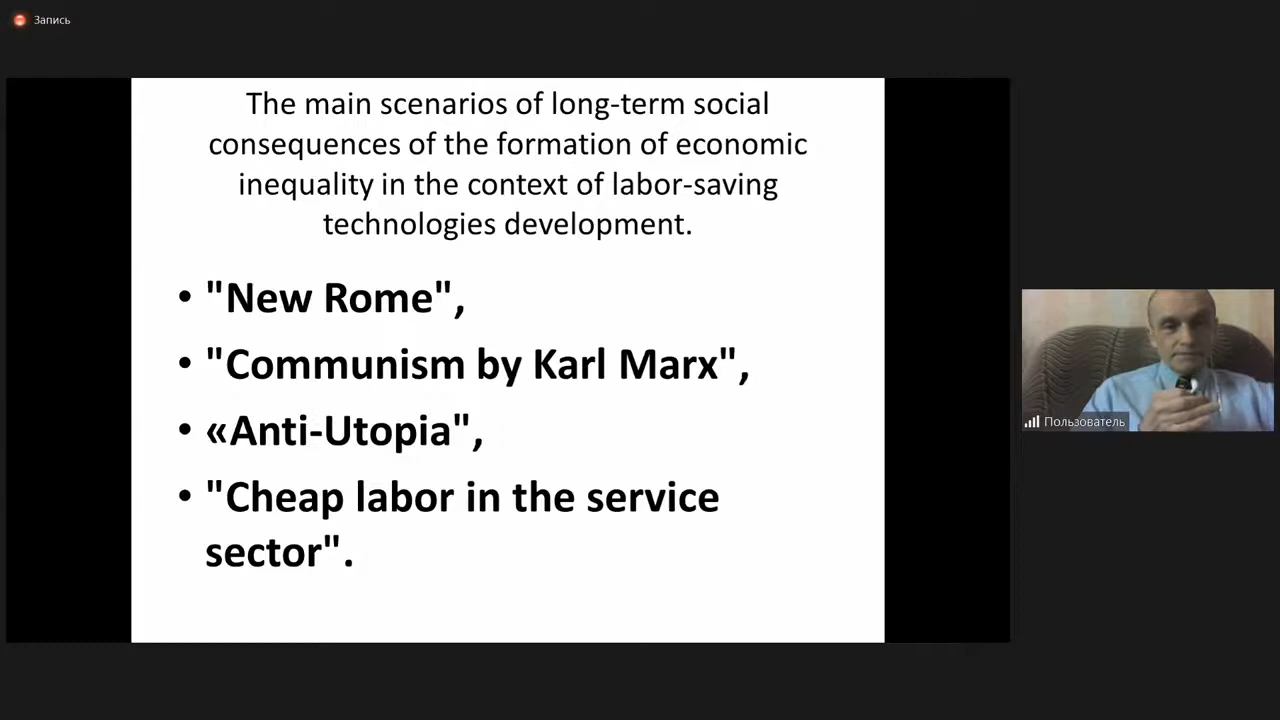 Запись
The main scenarios of long-term social
consequences of the formation of economic
inequality in the context of labor-saving
technologies development.
• "New Rome",
• "Communism by Karl Marx",
• «Anti-Utopia",
• "Cheap labor in the service
sector".
Пользователь